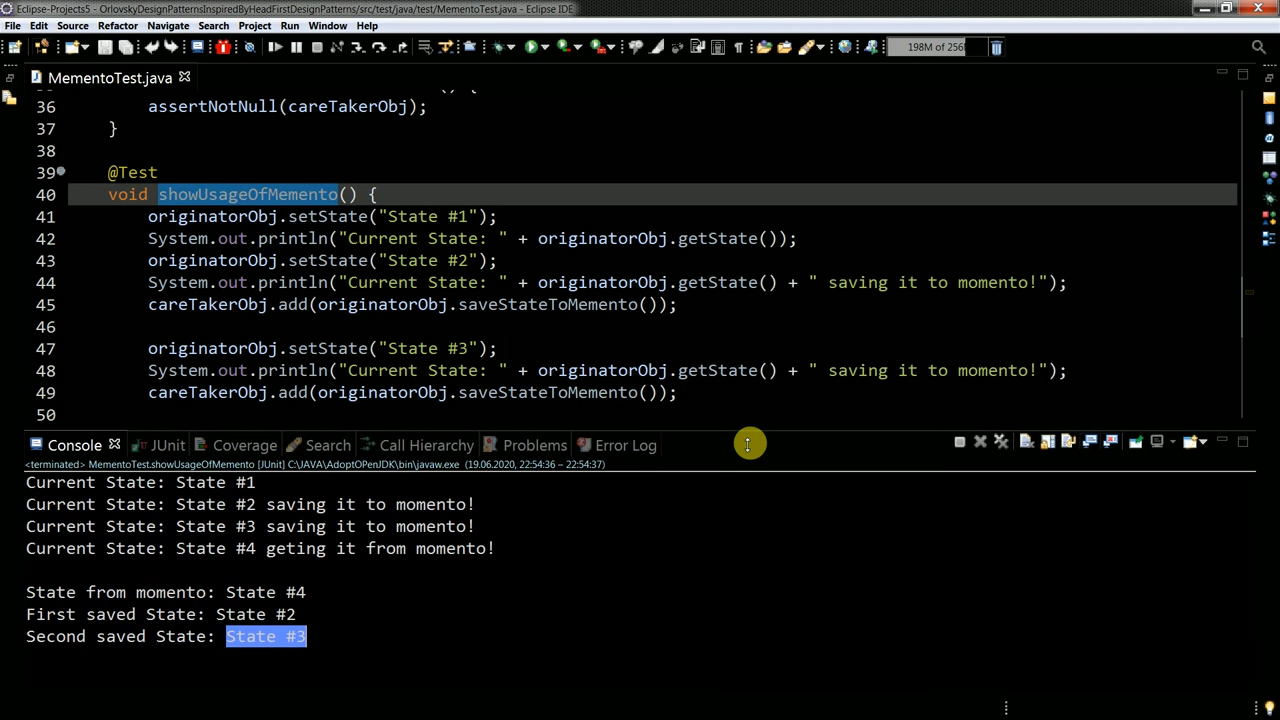 Eclipse-Projects5 - OrlovskyDesignPatternsInspiredByHeadFirstDesignPatterns/src/test/java/test/MementoTest.java - Eclipse IDE
File Edit Source Refactor Navigate Search Project Run Window Help
198M of 256
MementoTest.java
36 assertNotNull(careTakerObj);
37 }
38
39 @Test
40 void showUsageOfMemento() {
41 originatorObj.setState("State #1");
42 System.out.println("Current State: " + originatorObj.getState());
43 originatorObj.setState("State #2");
44 System.out.println("Current State: " + originatorObj.getState() + " saving it to momento!");
45 careTakerObj.add(originatorObj.saveStateToMemento());
46
47 originatorObj.setState("State #3");
48 System.out.println("Current State: " + originatorObj.getState() + " saving it to momento!");
49 careTakerObj.add(originatorObj.saveStateToMemento());
50
Console JUnit Coverage Search Call Hierarchy Problems Error Log
<terminated> MementoTest.showUsageOfMemento [JUnit] C:\JAVA\AdoptOPenJDK\bin\javaw.exe (19.06.2020, 22:54:36 – 22:54:37)
Current State: State #1
Current State: State #2 saving it to momento!
Current State: State #3 saving it to momento!
Current State: State #4 geting it from momento!
State from momento: State #4
First saved State: State #2
Second saved State: State #3